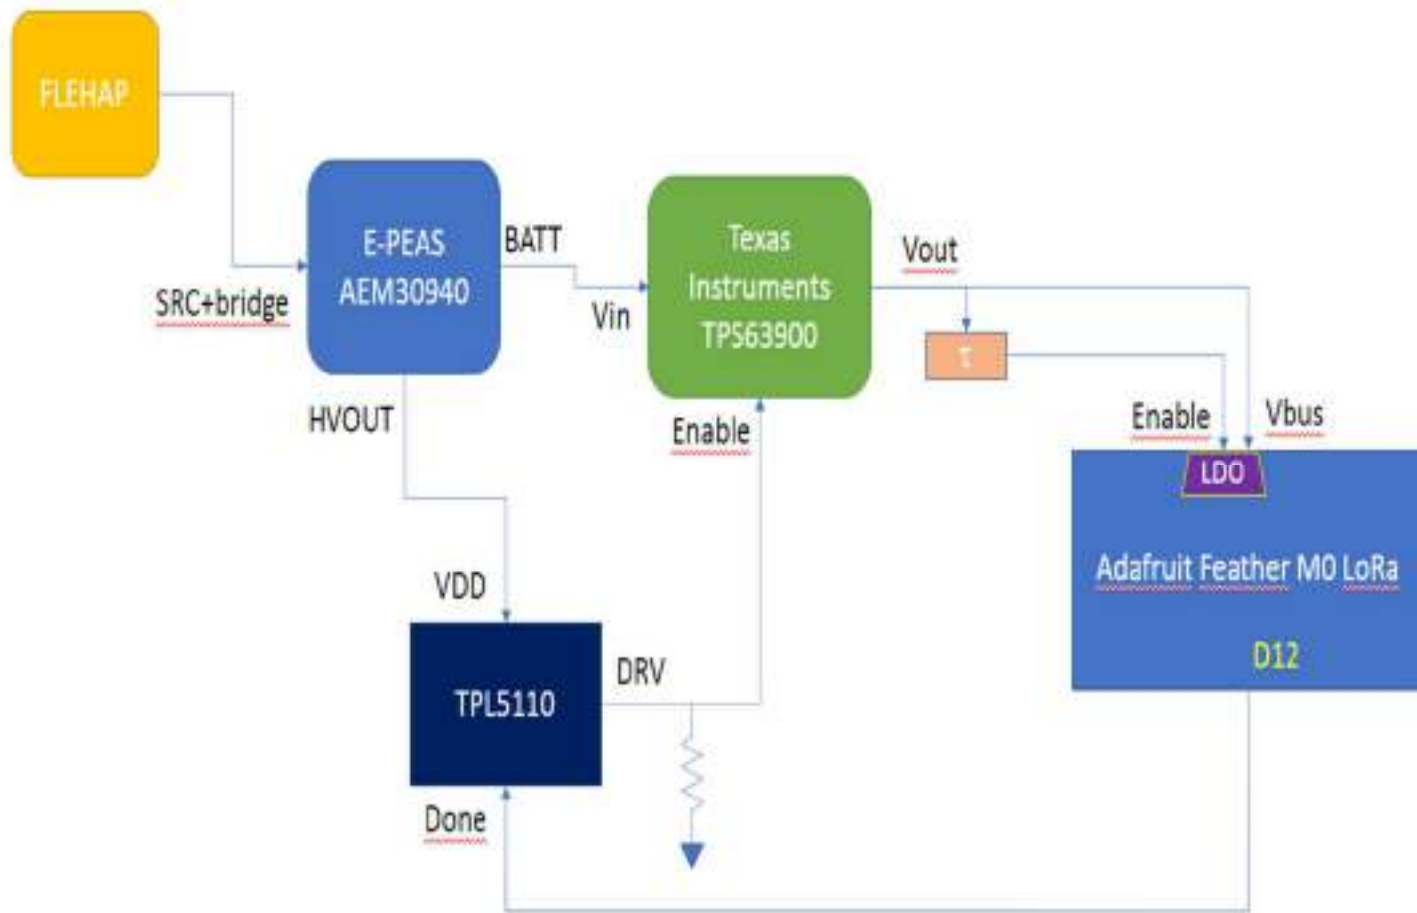 FLEHAP
SRC+bridge
E-PEAS
AEM30940
BATT
Vin
Texas
Instruments
TPS63900
Vout
τ
Enable
Vbus
HVOUT
Enable
LDO
Adafruit Feather M0 LoRa
D12
VDD
TPL5110
DRV
Done